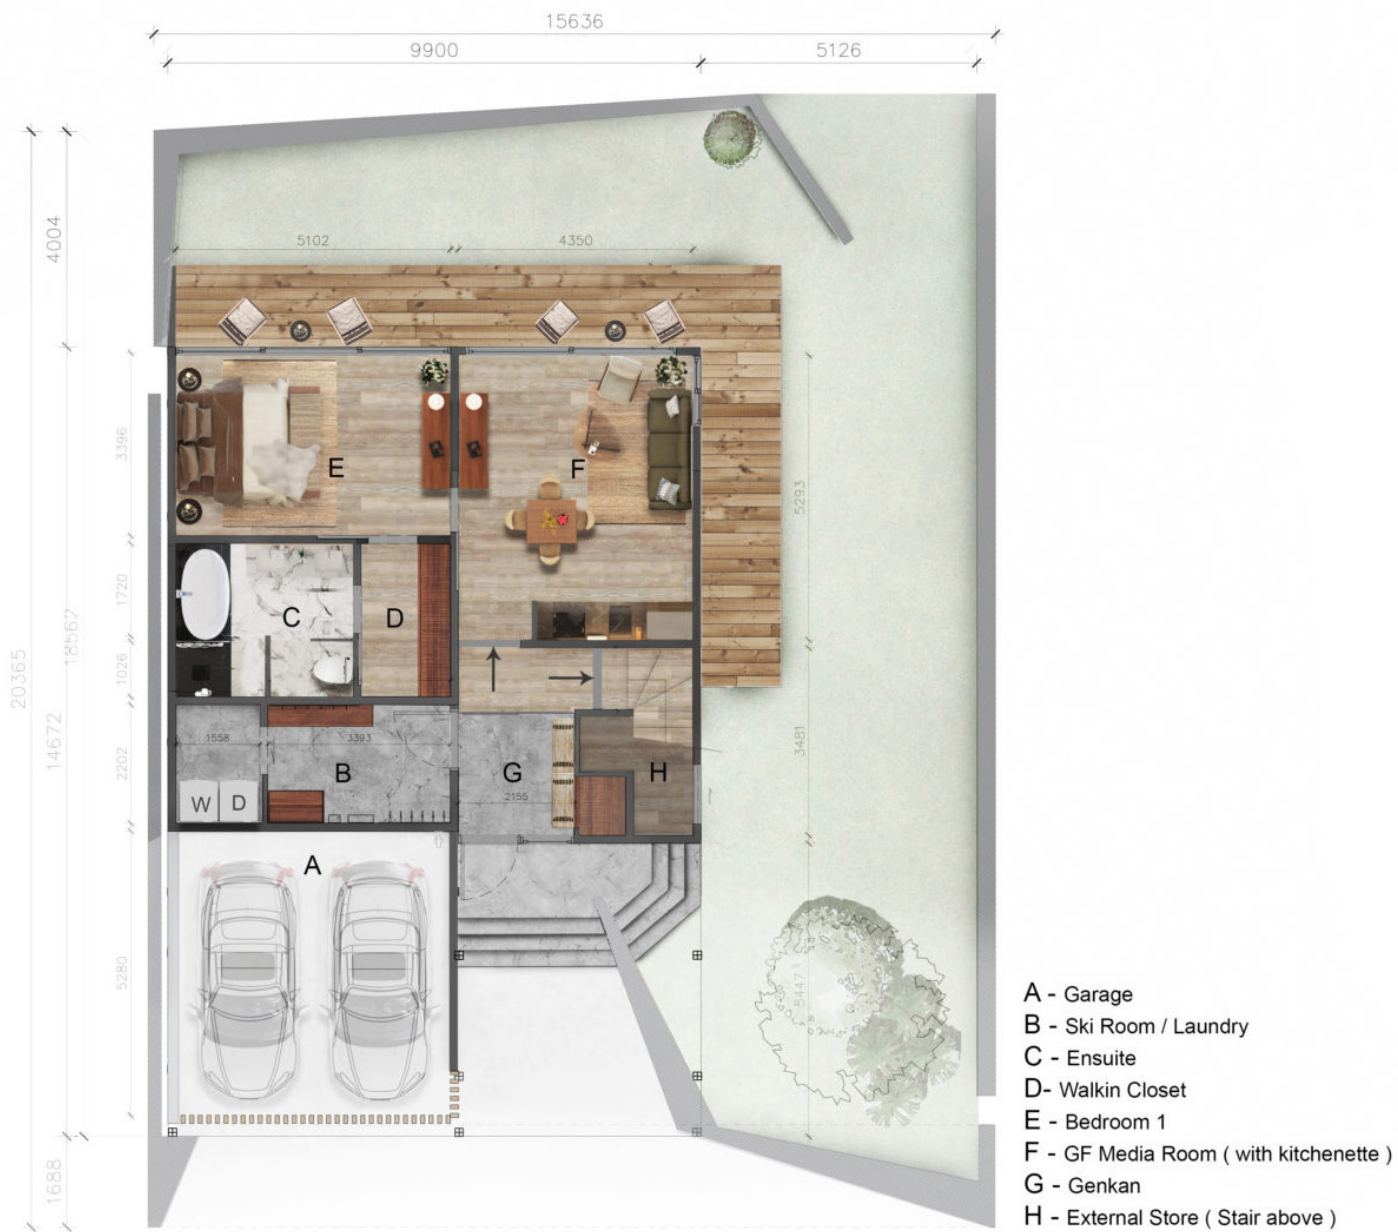 15636
9900
5126
4004
5102
4350
3396
E
F
5293
1720
C
D
18562
1026
20365
14672
1558
3393
2202
B
G
H
3481
W
D
2155
A
5280
5447
1688
A - Garage
B - Ski Room / Laundry
C - Ensuite
D- Walkin Closet
E - Bedroom 1
F - GF Media Room ( with kitchenette )
G - Genkan
H - External Store ( Stair above )